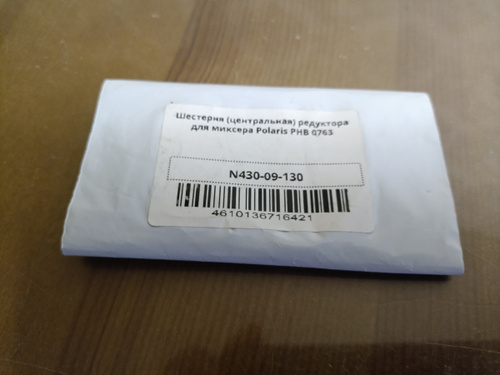 Шестерня (центральная) редуктора
для миксера Polaris PHB 0763
N430-09-130
4610136716421